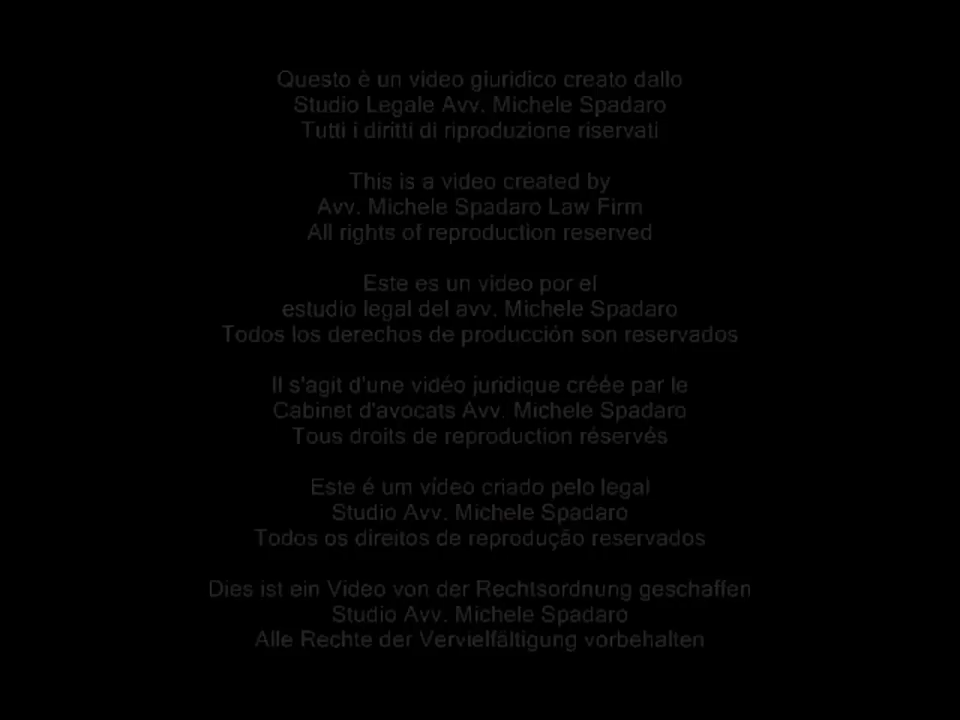 Questo è un video giuridico creato dallo
Studio Legale Avv. Michele Spadaro
Tutti i diritti di riproduzione riservati
This is a video created by
Avv. Michele Spadaro Law Firm
All rights of reproduction reserved
Este es un video por el
estudio legal del avv. Michele Spadaro
Todos los derechos de producción son reservados
Il s'agit d'une vidéo juridique créée par le
Cabinet d'avocats Avv. Michele Spadaro
Tous droits de reproduction réservés
Este é um vídeo criado pelo legal
Studio Avv. Michele Spadaro
Todos os direitos de reprodução reservados
Dies ist ein Video von der Rechtsordnung geschaffen
Studio Avv. Michele Spadaro
Alle Rechte der Vervielfältigung vorbehalten